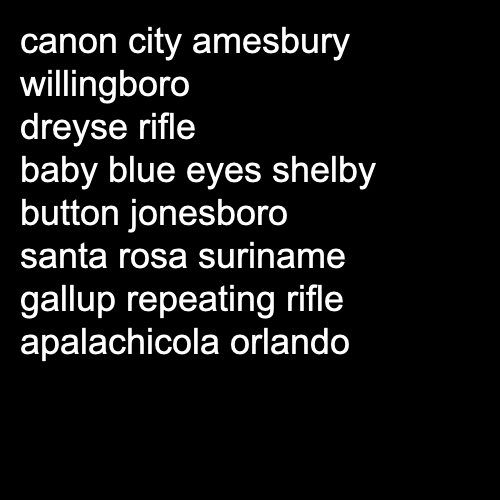 canon city amesbury
willingboro
dreyse rifle
baby blue eyes shelby
button jonesboro
santa rosa suriname
gallup repeating rifle
apalachicola orlando